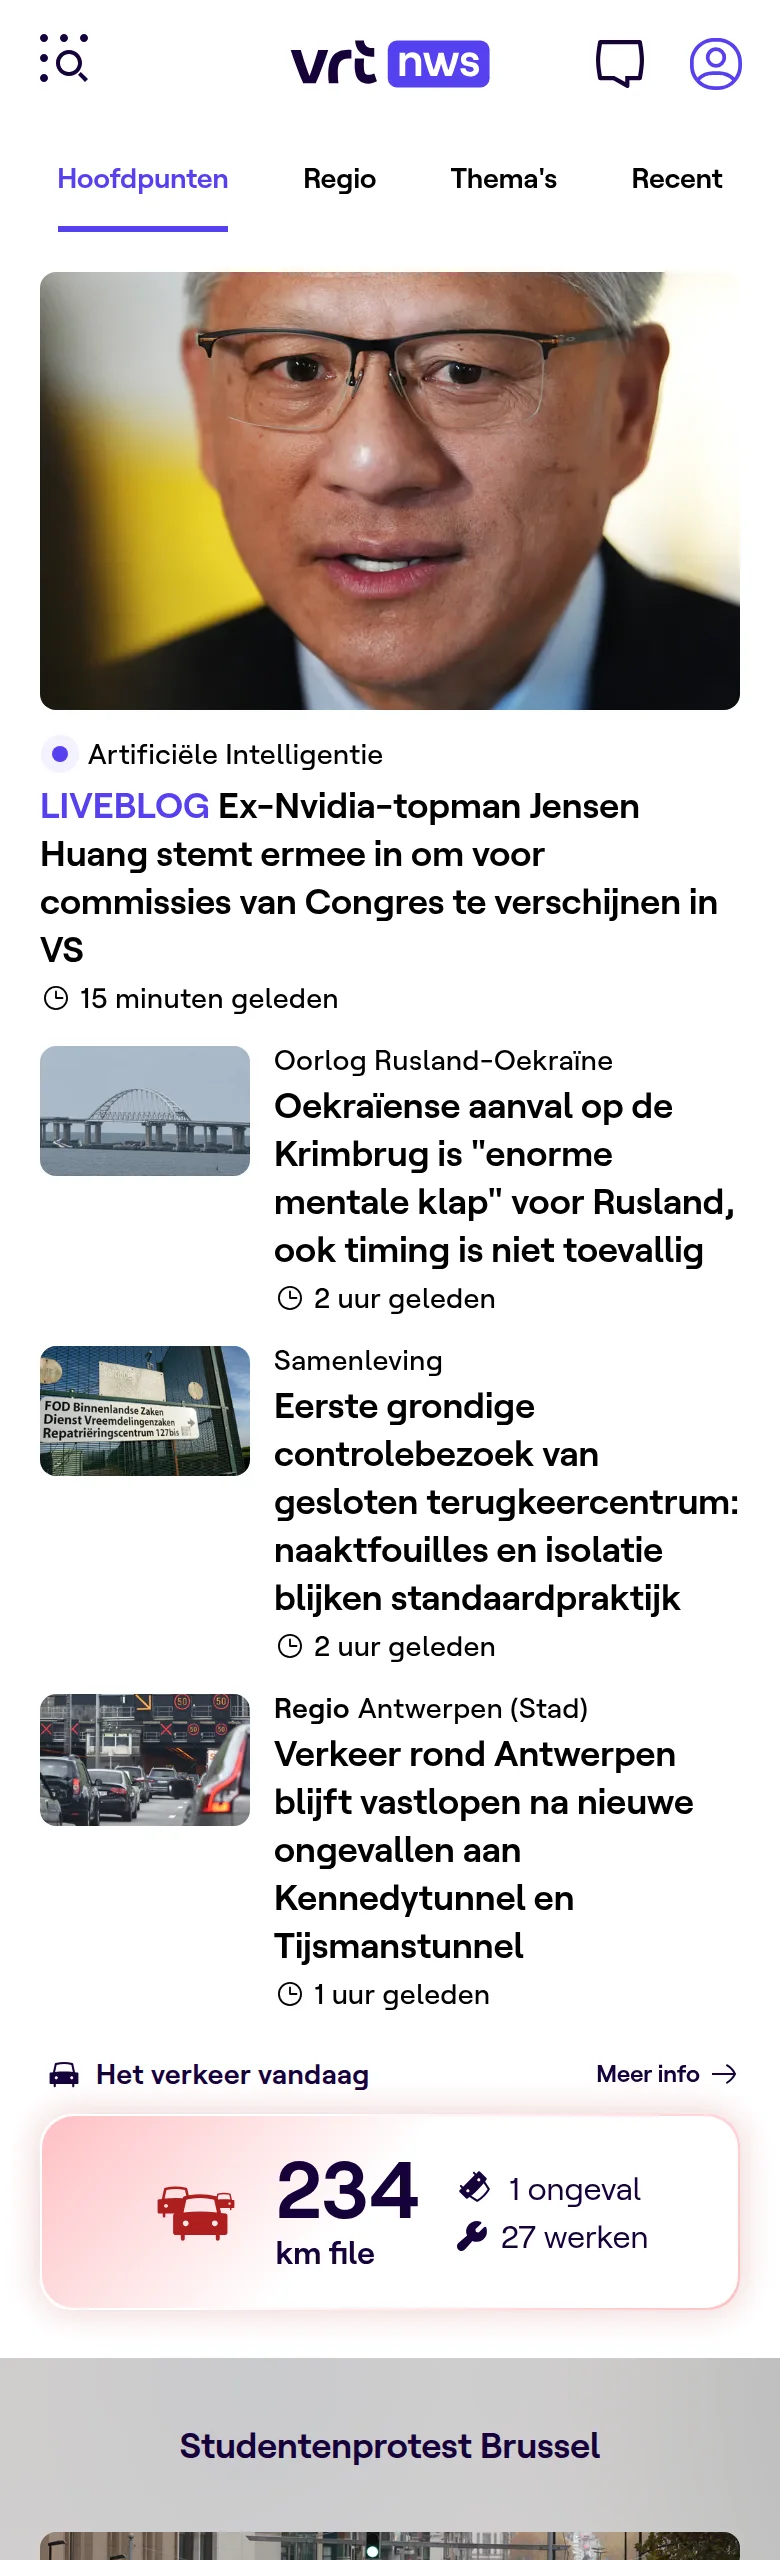 vrt nws
Hoofdpunten Regio Thema's Recent
Artificiële Intelligentie
LIVEBLOG Ex-Nvidia-topman Jensen
Huang stemt ermee in om voor
commissies van Congres te verschijnen in
VS
15 minuten geleden
Oorlog Rusland-Oekraïne
Oekraïense aanval op de
Krimbrug is "enorme
mentale klap" voor Rusland,
ook timing is niet toevallig
2 uur geleden
FOD Binnenlandse Zaken
Dienst Vreemdelingenzaken
Repatriëringscentrum 127bis
Samenleving
Eerste grondige
controlebezoek van
gesloten terugkeercentrum:
naaktfouilles en isolatie
blijken standaardpraktijk
2 uur geleden
50 50
50 50
Regio Antwerpen (Stad)
Verkeer rond Antwerpen
blijft vastlopen na nieuwe
ongevallen aan
Kennedytunnel en
Tijsmanstunnel
1 uur geleden
Het verkeer vandaag Meer info
234
km file
1 ongeval
27 werken
Studentenprotest Brussel